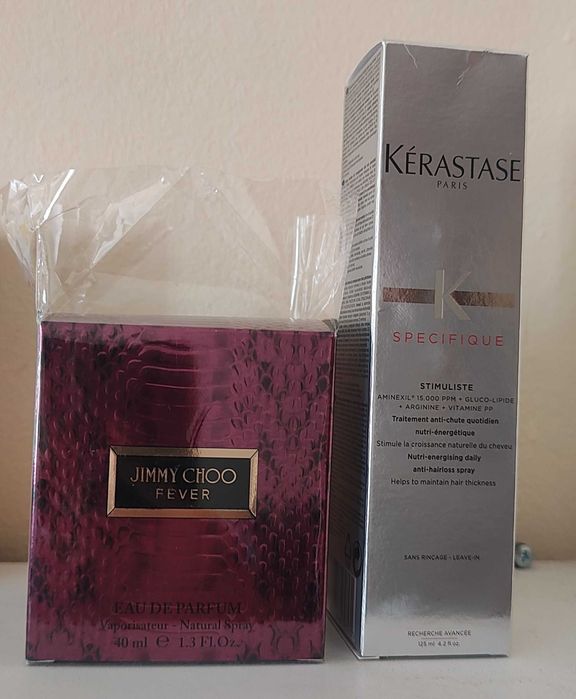 JIMMY CHOO
FEVER
EAU DE PARFUM
Vaporisateur - Natural Spray
40 ml ℮ 1.3 Fl.Oz.
KÉRASTASE
PARIS
K
SPECIFIQUE
STIMULISTE
AMINEXIL® 15.000 PPM + GLUCO-LIPIDE
+ ARGININE + VITAMINE PP
Traitement anti-chute quotidien
nutri-énergétique
Stimule la croissance naturelle du cheveu
Nutri-energising daily
anti-hairloss spray
Helps to maintain hair thickness
SANS RINÇAGE - LEAVE-IN
RECHERCHE AVANCÉE
125 ml 4.2 fl.oz.